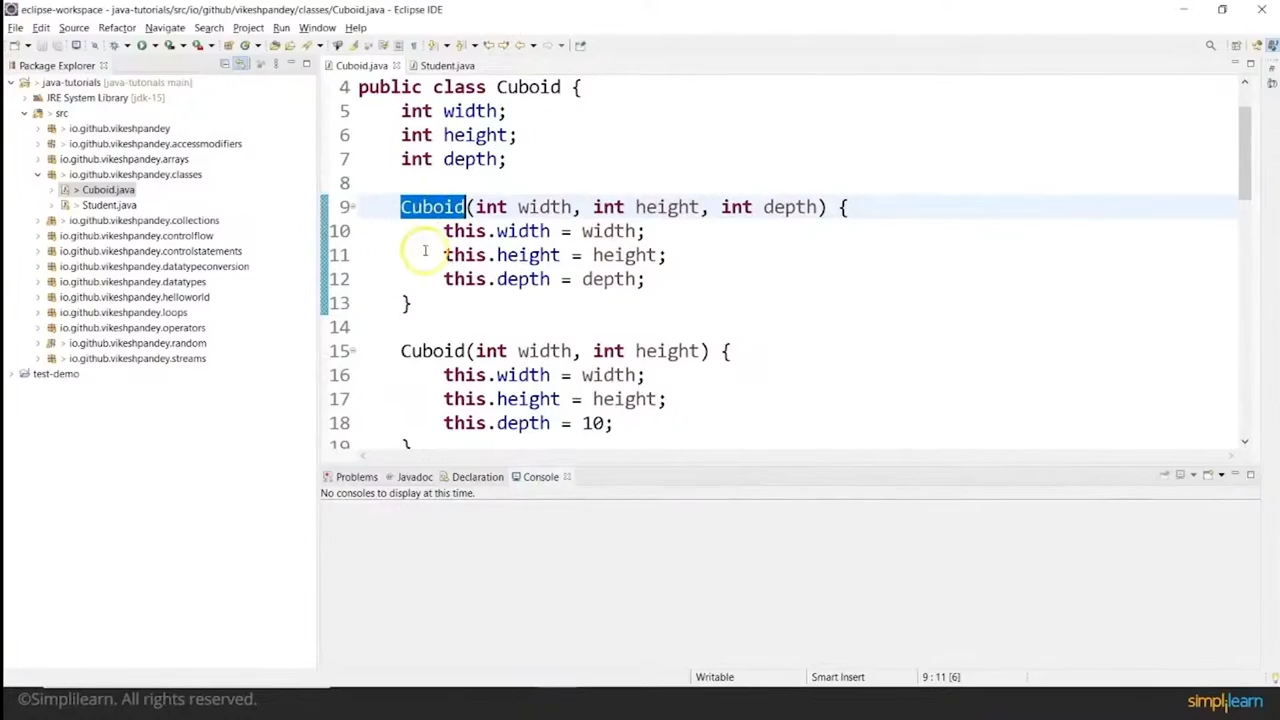 eclipse-workspace - java-tutorials/src/io/github/vikeshpandey/classes/Cuboid.java - Eclipse IDE
File Edit Source Refactor Navigate Search Project Run Window Help
Package Explorer
java-tutorials [java-tutorials main]
JRE System Library [jdk-15]
src
io.github.vikeshpandey
> io.github.vikeshpandey.accessmodifiers
io.github.vikeshpandey.arrays
> io.github.vikeshpandey.classes
> Cuboid.java
> Student.java
> io.github.vikeshpandey.collections
> io.github.vikeshpandey.controlflow
> io.github.vikeshpandey.controlstatements
> io.github.vikeshpandey.datatypeconversion
> io.github.vikeshpandey.datatypes
> io.github.vikeshpandey.helloworld
io.github.vikeshpandey.loops
> io.github.vikeshpandey.operators
> io.github.vikeshpandey.random
> io.github.vikeshpandey.streams
test-demo
Cuboid.java Student.java
4 public class Cuboid {
5 int width;
6 int height;
7 int depth;
8
9 Cuboid(int width, int height, int depth) {
10 this.width = width;
11 this.height = height;
12 this.depth = depth;
13 }
14
15 Cuboid(int width, int height) {
16 this.width = width;
17 this.height = height;
18 this.depth = 10;
19 }
Problems Javadoc Declaration Console
No consoles to display at this time.
Writable Smart Insert 9 : 11 [6]
©Simplilearn. All rights reserved.
simplilearn